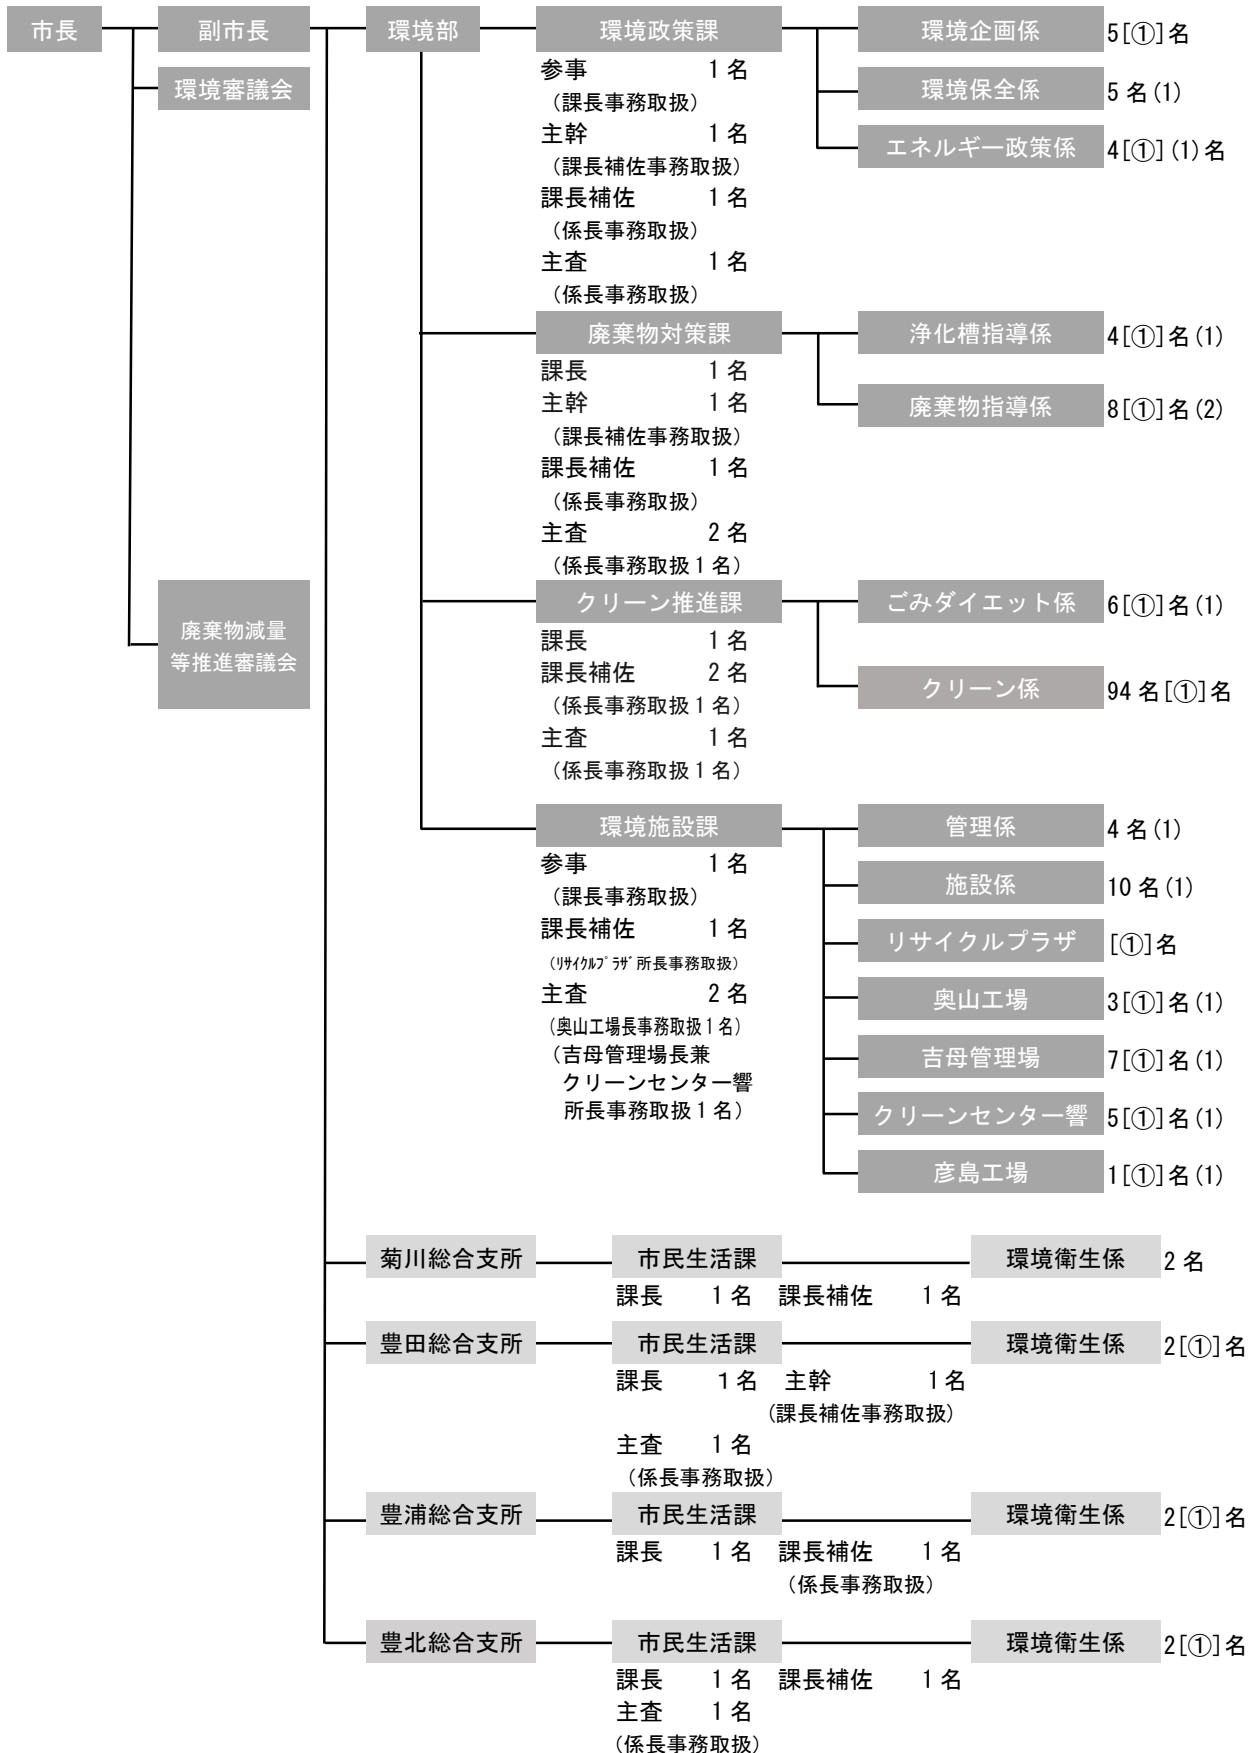 市長
副市長
環境部
環境政策課
環境企画係
5[①]名
環境審議会
参事 1名
(課長事務取扱)
主幹 1名
(課長補佐事務取扱)
課長補佐 1名
(係長事務取扱)
主査 1名
(係長事務取扱)
環境保全係
5名(1)
エネルギー政策係
4[①](1)名
廃棄物対策課
浄化槽指導係
4[①]名(1)
課長 1名
主幹 1名
(課長補佐事務取扱)
課長補佐 1名
(係長事務取扱)
主査 2名
(係長事務取扱1名)
廃棄物指導係
8[①]名(2)
廃棄物減量
等推進審議会
クリーン推進課
ごみダイエット係
6[①]名(1)
課長 1名
課長補佐 2名
(係長事務取扱1名)
主査 1名
(係長事務取扱1名)
クリーン係
94名[①]名
環境施設課
管理係
4名(1)
参事 1名
(課長事務取扱)
課長補佐 1名
(リサイクルプラザ所長事務取扱)
主査 2名
(奥山工場長事務取扱1名)
(吉母管理場長兼
クリーンセンター響
所長事務取扱1名)
施設係
10名(1)
リサイクルプラザ
[①]名
奥山工場
3[①]名(1)
吉母管理場
7[①]名(1)
クリーンセンター響
5[①]名(1)
彦島工場
1[①]名(1)
菊川総合支所
市民生活課
環境衛生係
2名
課長 1名 課長補佐 1名
豊田総合支所
市民生活課
環境衛生係
2[①]名
課長 1名 主幹 1名
(課長補佐事務取扱)
主査 1名
(係長事務取扱)
豊浦総合支所
市民生活課
環境衛生係
2[①]名
課長 1名 課長補佐 1名
(係長事務取扱)
豊北総合支所
市民生活課
環境衛生係
2[①]名
課長 1名 課長補佐 1名
主査 1名
(係長事務取扱)